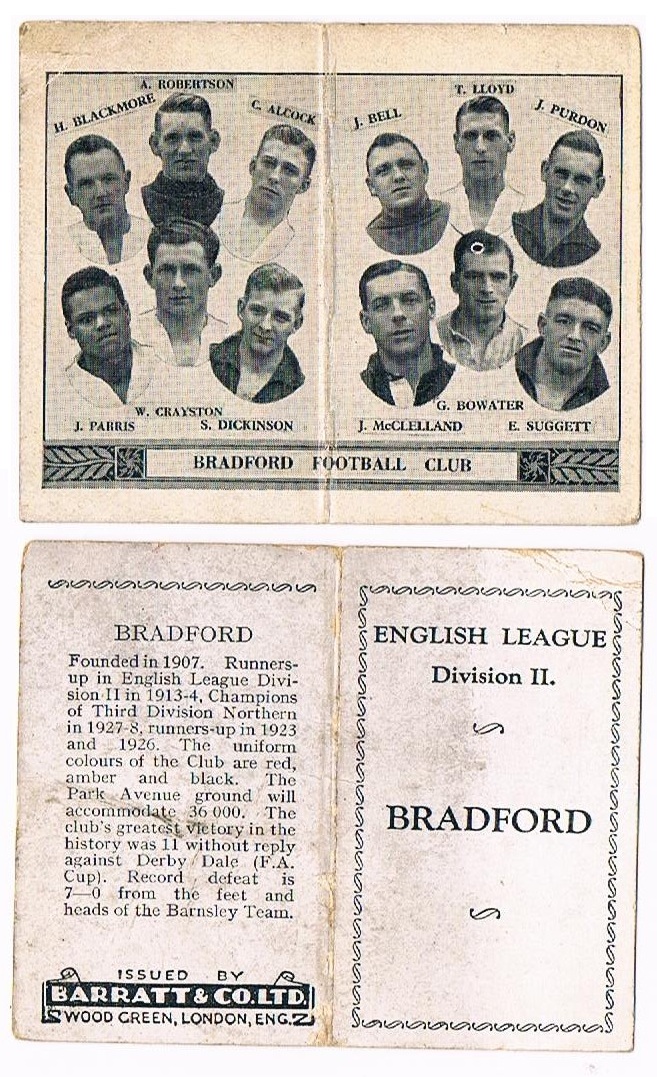 A. ROBERTSON
H. BLACKMORE
C. ALCOCK
T. LLOYD
J. BELL
J. PURDON
W. CRAYSTON
J. PARRIS
S. DICKINSON
G. BOWATER
J. McCLELLAND
E. SUGGETT
BRADFORD FOOTBALL CLUB
BRADFORD
Founded in 1907. Runners-
up in English League Divi-
sion II in 1913-4, Champions
of Third Division Northern
in 1927-8, runners-up in 1923
and 1926. The uniform
colours of the Club are red,
amber and black. The
Park Avenue ground will
accommodate 36 000. The
club's greatest victory in the
history was 11 without reply
against Derby Dale (F.A.
Cup). Record defeat is
7—0 from the feet and
heads of the Barnsley Team.
ISSUED BY
BARRATT & CO. LTD.
WOOD GREEN, LONDON, ENG.
ENGLISH LEAGUE
Division II.
BRADFORD